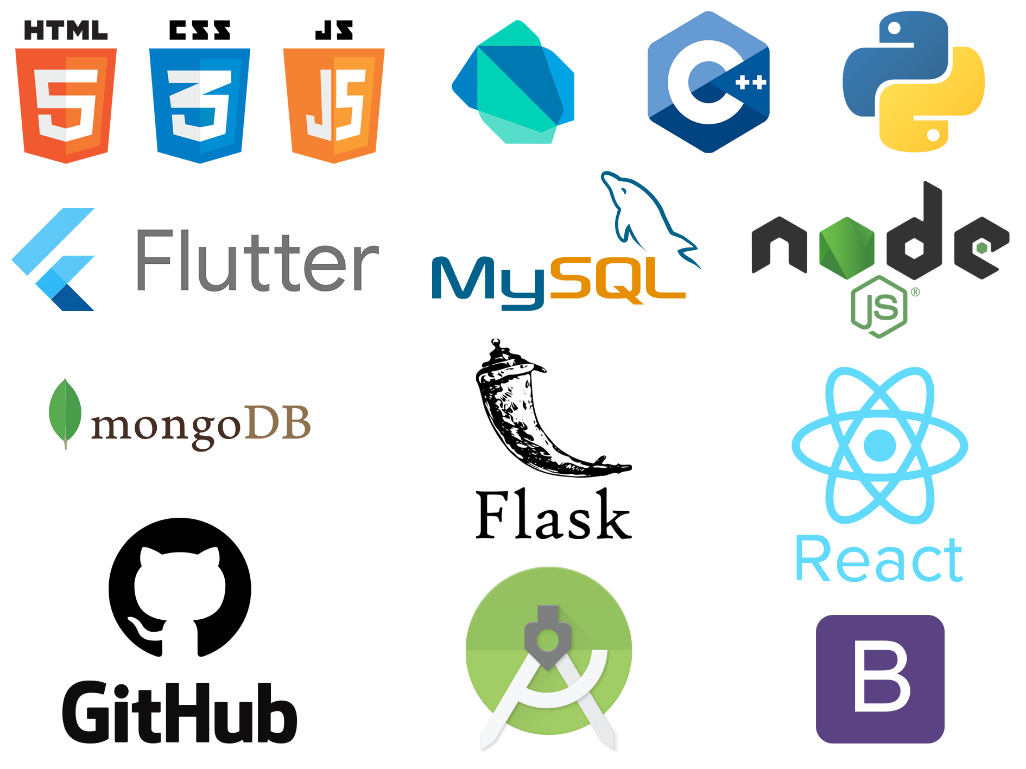 HTML CSS JS
5 3 JS
C++
Flutter
MySQL
node
JS®
mongoDB
Flask
React
GitHub
B